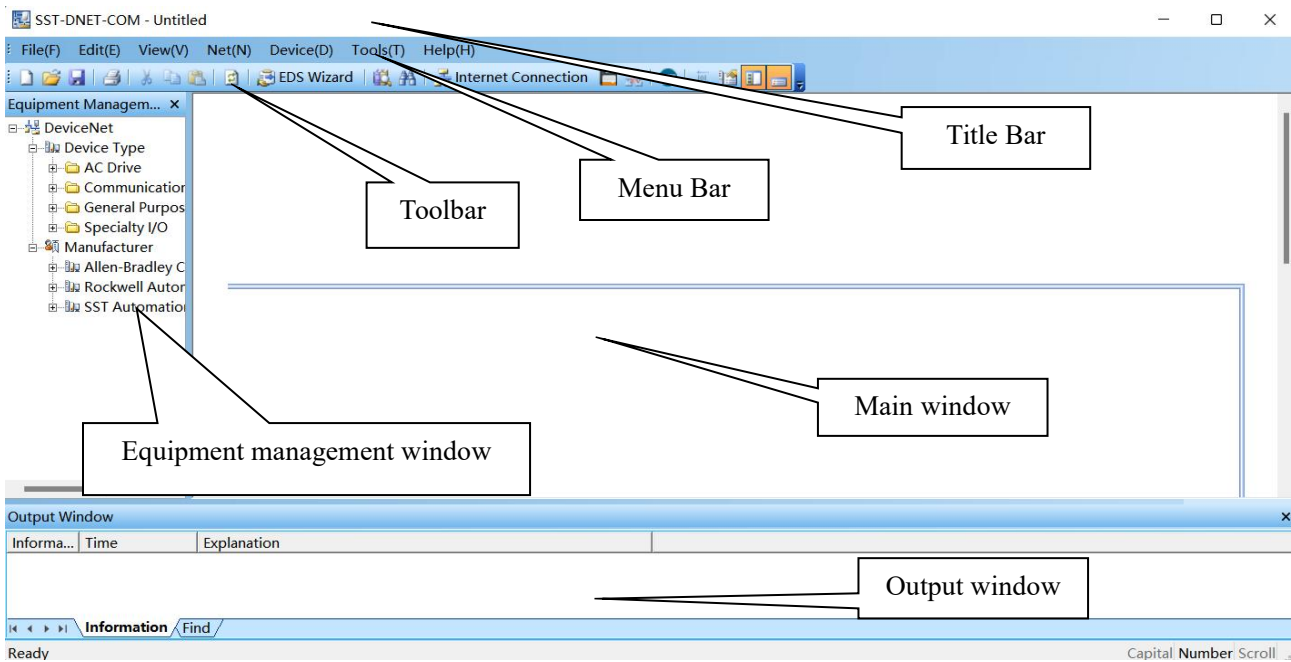 SST-DNET-COM - Untitled
File(F) Edit(E) View(V) Net(N) Device(D) Tools(T) Help(H)
EDS Wizard Internet Connection
Equipment Managem...
DeviceNet
Device Type
AC Drive
Communication
General Purpos
Specialty I/O
Manufacturer
Allen-Bradley C
Rockwell Autor
SST Automation
Title Bar
Menu Bar
Toolbar
Main window
Equipment management window
Output Window
Informa... Time Explanation
Output window
Information Find
Ready Capital Number Scroll